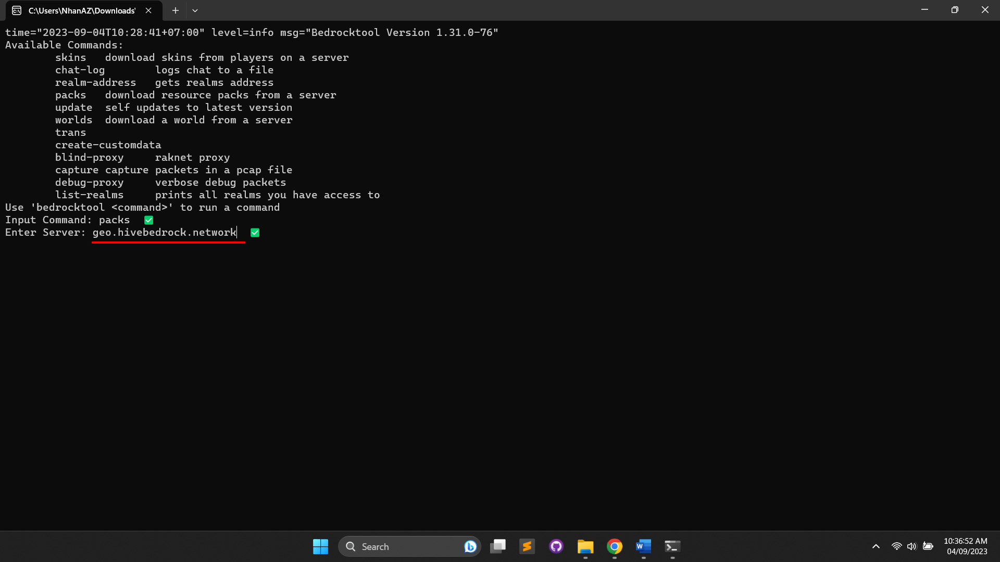 C:\Users\NhanAZ\Downloads\
time="2023-09-04T10:28:41+07:00" level=info msg="Bedrocktool Version 1.31.0-76"
Available Commands:
skins download skins from players on a server
chat-log logs chat to a file
realm-address gets realms address
packs download resource packs from a server
update self updates to latest version
worlds download a world from a server
trans
create-customdata
blind-proxy raknet proxy
capture capture packets in a pcap file
debug-proxy verbose debug packets
list-realms prints all realms you have access to
Use 'bedrocktool <command>' to run a command
Input Command: packs ✅
Enter Server: geo.hivebedrock.network ✅
Search
10:36:52 AM
04/09/2023